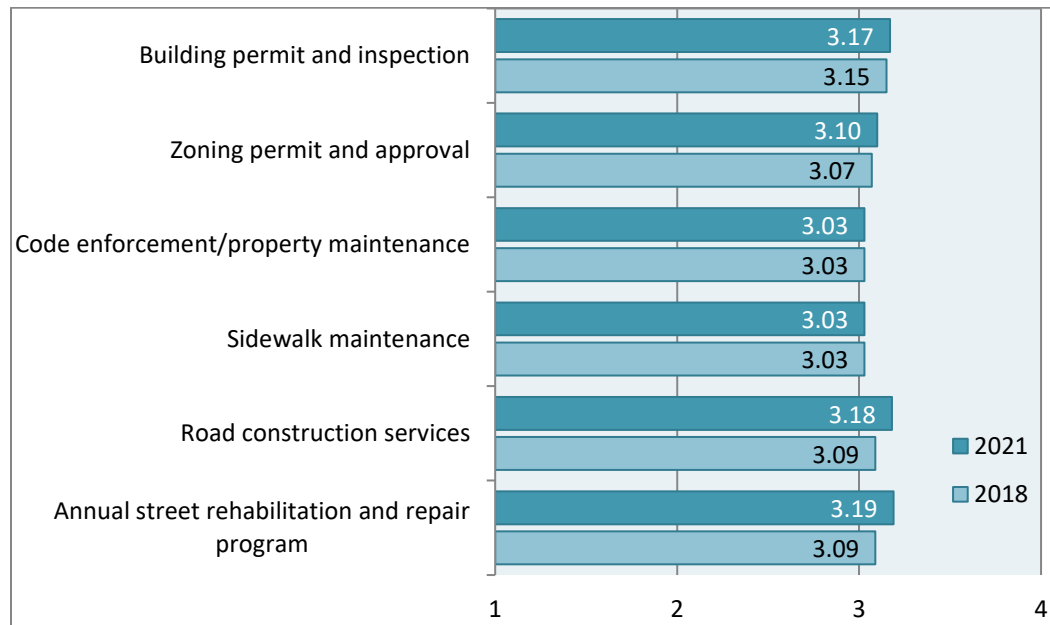 Building permit and inspection
3.17
3.15
Zoning permit and approval
3.10
3.07
Code enforcement/property maintenance
3.03
3.03
Sidewalk maintenance
3.03
3.03
Road construction services
3.18
3.09
Annual street rehabilitation and repair
program
3.19
3.09
2021
2018
1 2 3 4